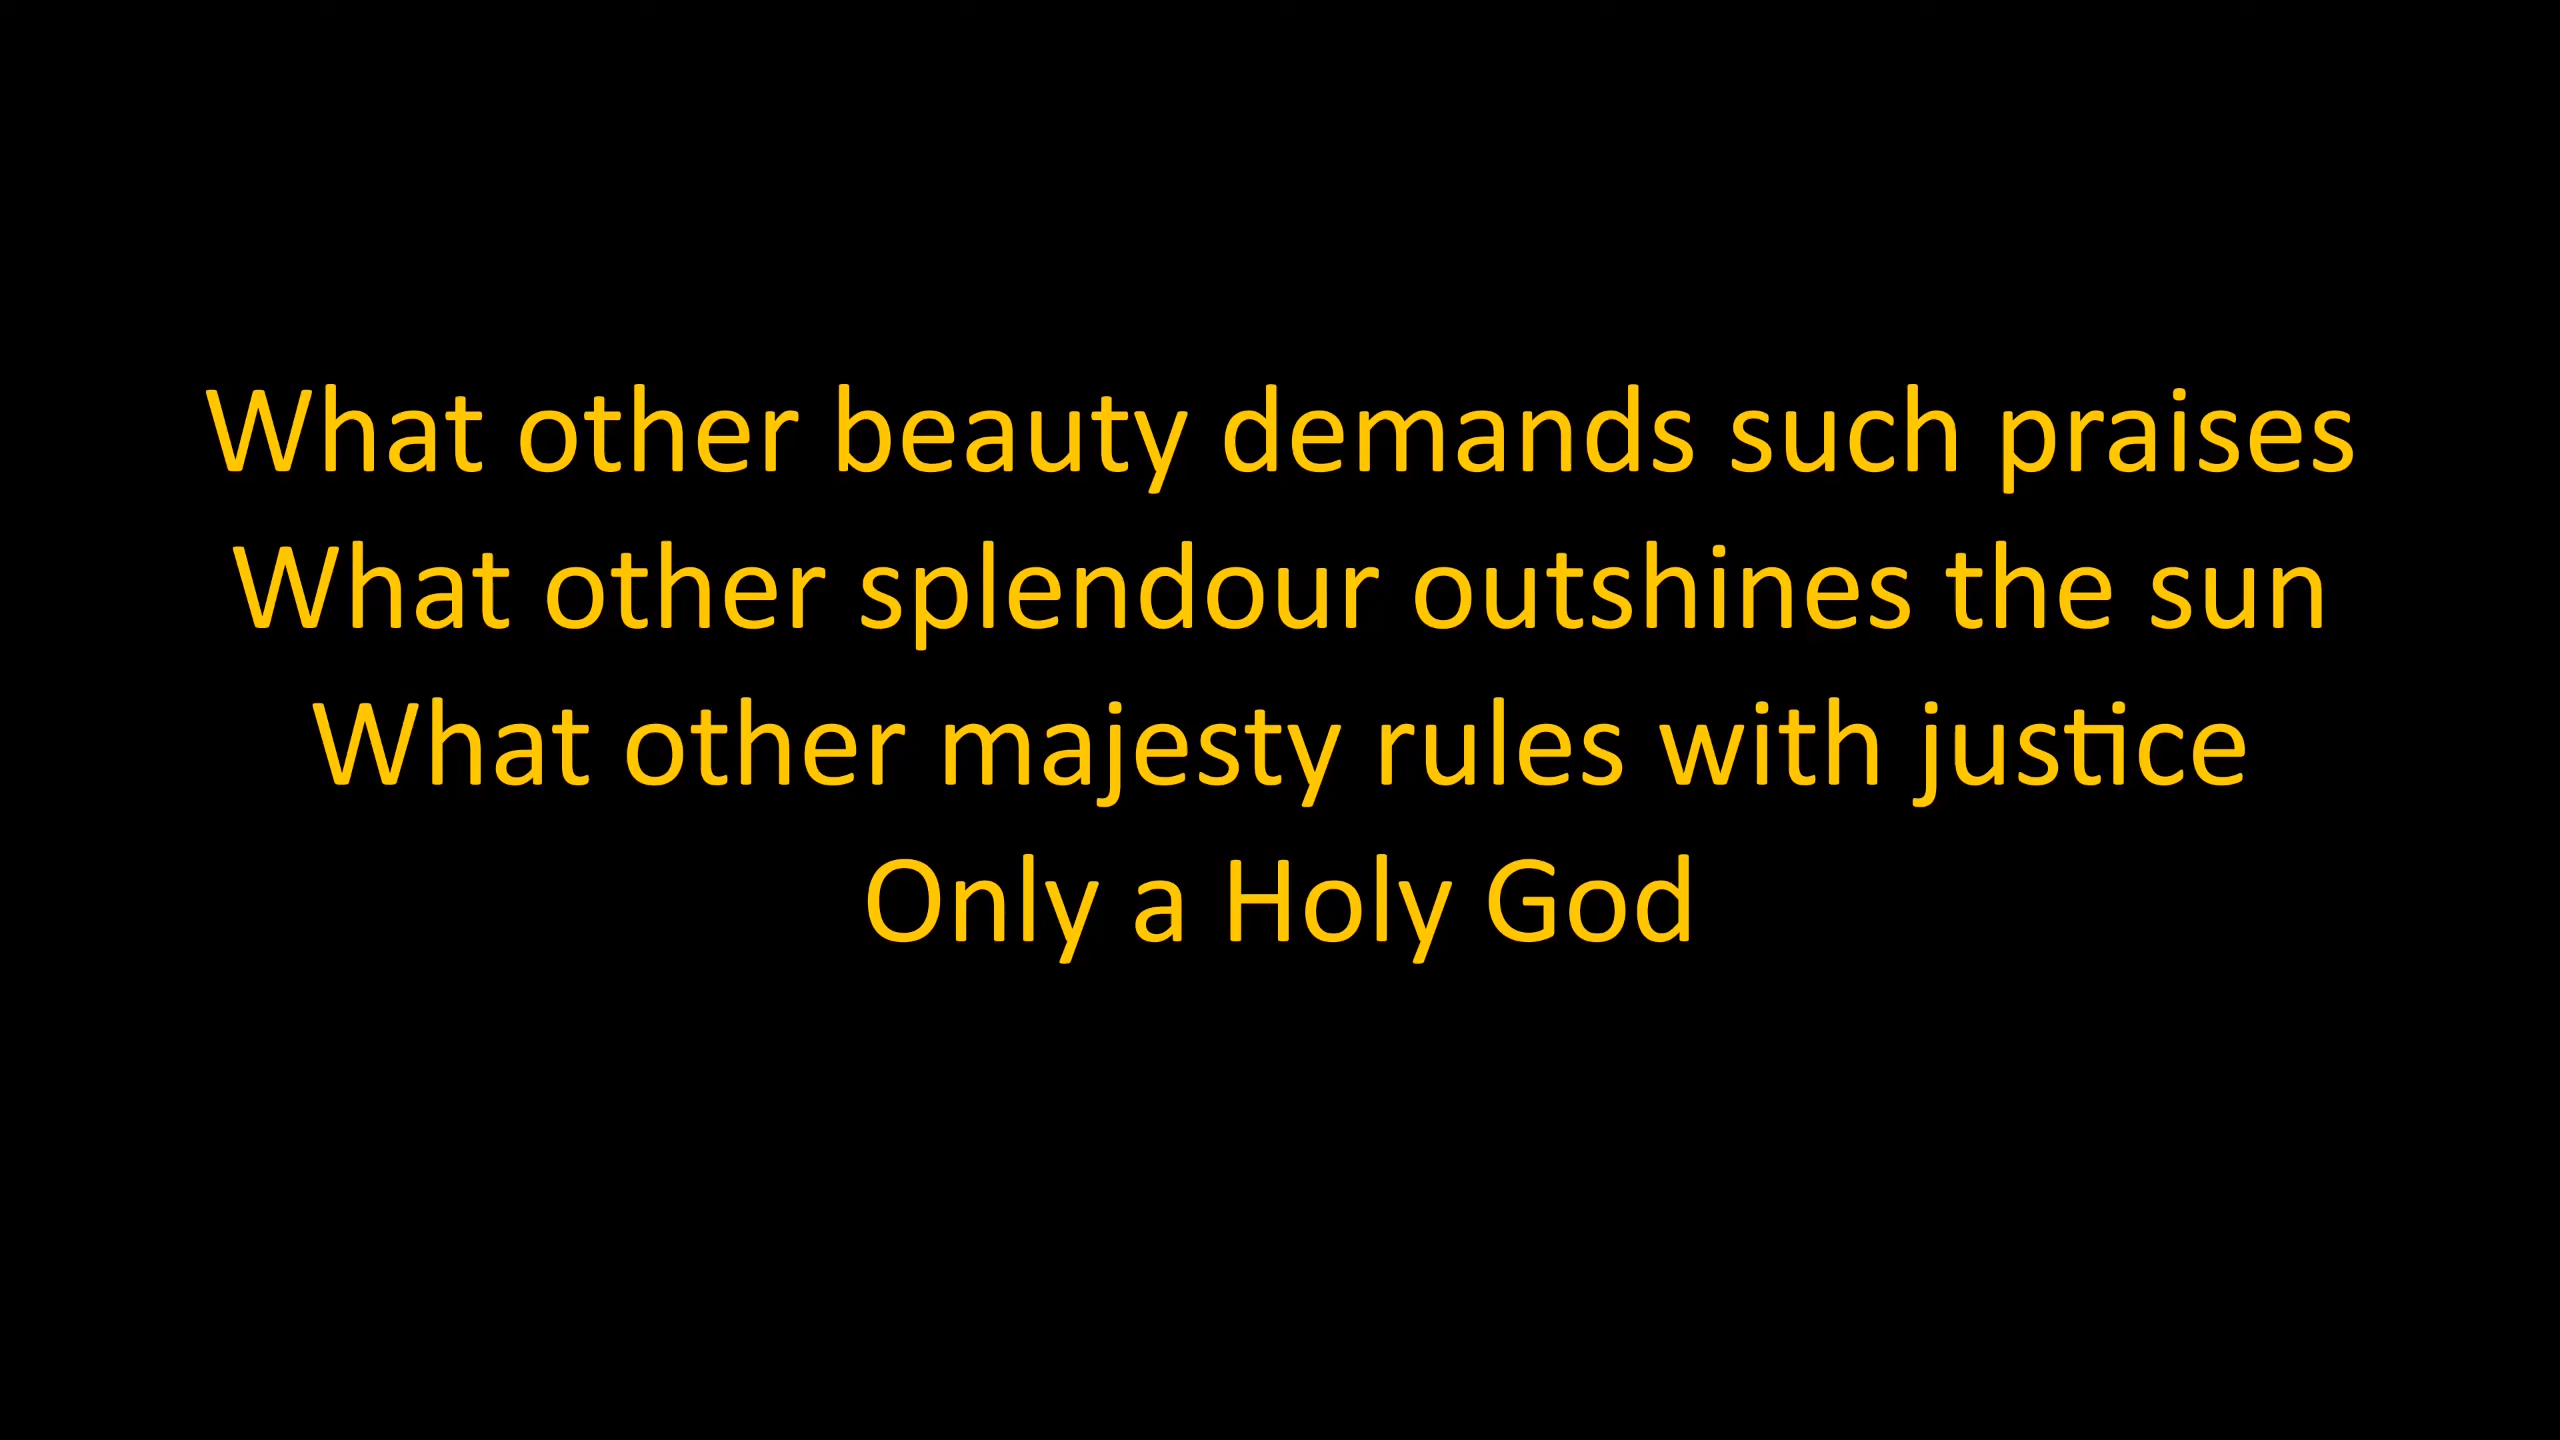 What other beauty demands such praises
What other splendour outshines the sun
What other majesty rules with justice
Only a Holy God